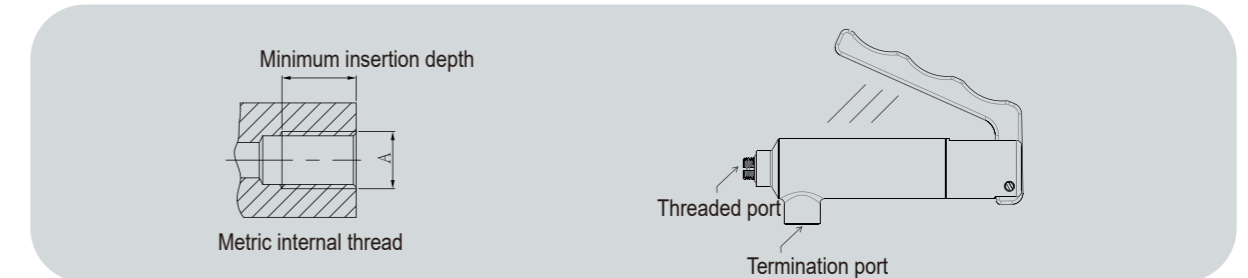 Minimum insertion depth
A
Metric internal thread
Threaded port
Termination port